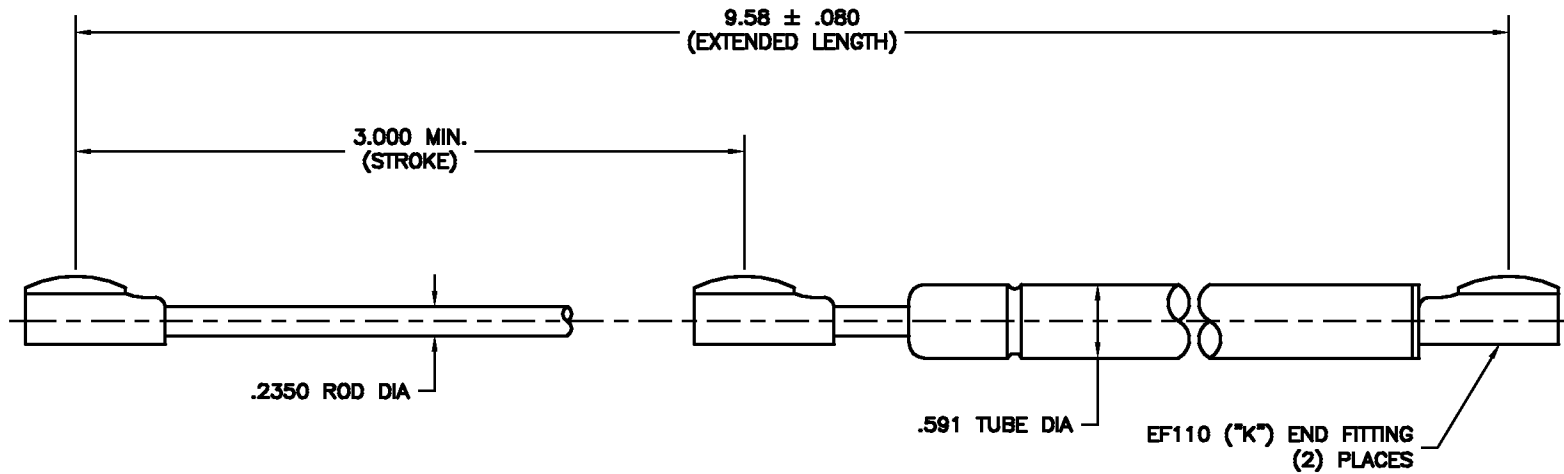 9.58 ± .080
(EXTENDED LENGTH)
3.000 MIN.
(STROKE)
.2350 ROD DIA
.591 TUBE DIA
EF110 ("K") END FITTING
(2) PLACES